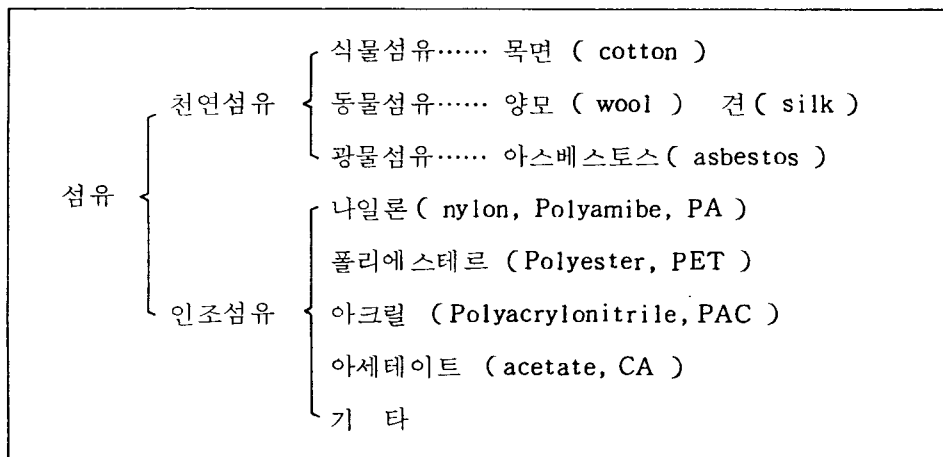 식물섬유…… 목면 ( cotton )
천연섬유 동물섬유…… 양모 ( wool ) 견( silk )
광물섬유…… 아스베스토스( asbestos )
섬유
나일론( nylon, Polyamibe, PA )
폴리에스테르 (Polyester, PET )
인조섬유 아크릴 (Polyacrylonitrile, PAC )
아세테이트 (acetate, CA )
기 타